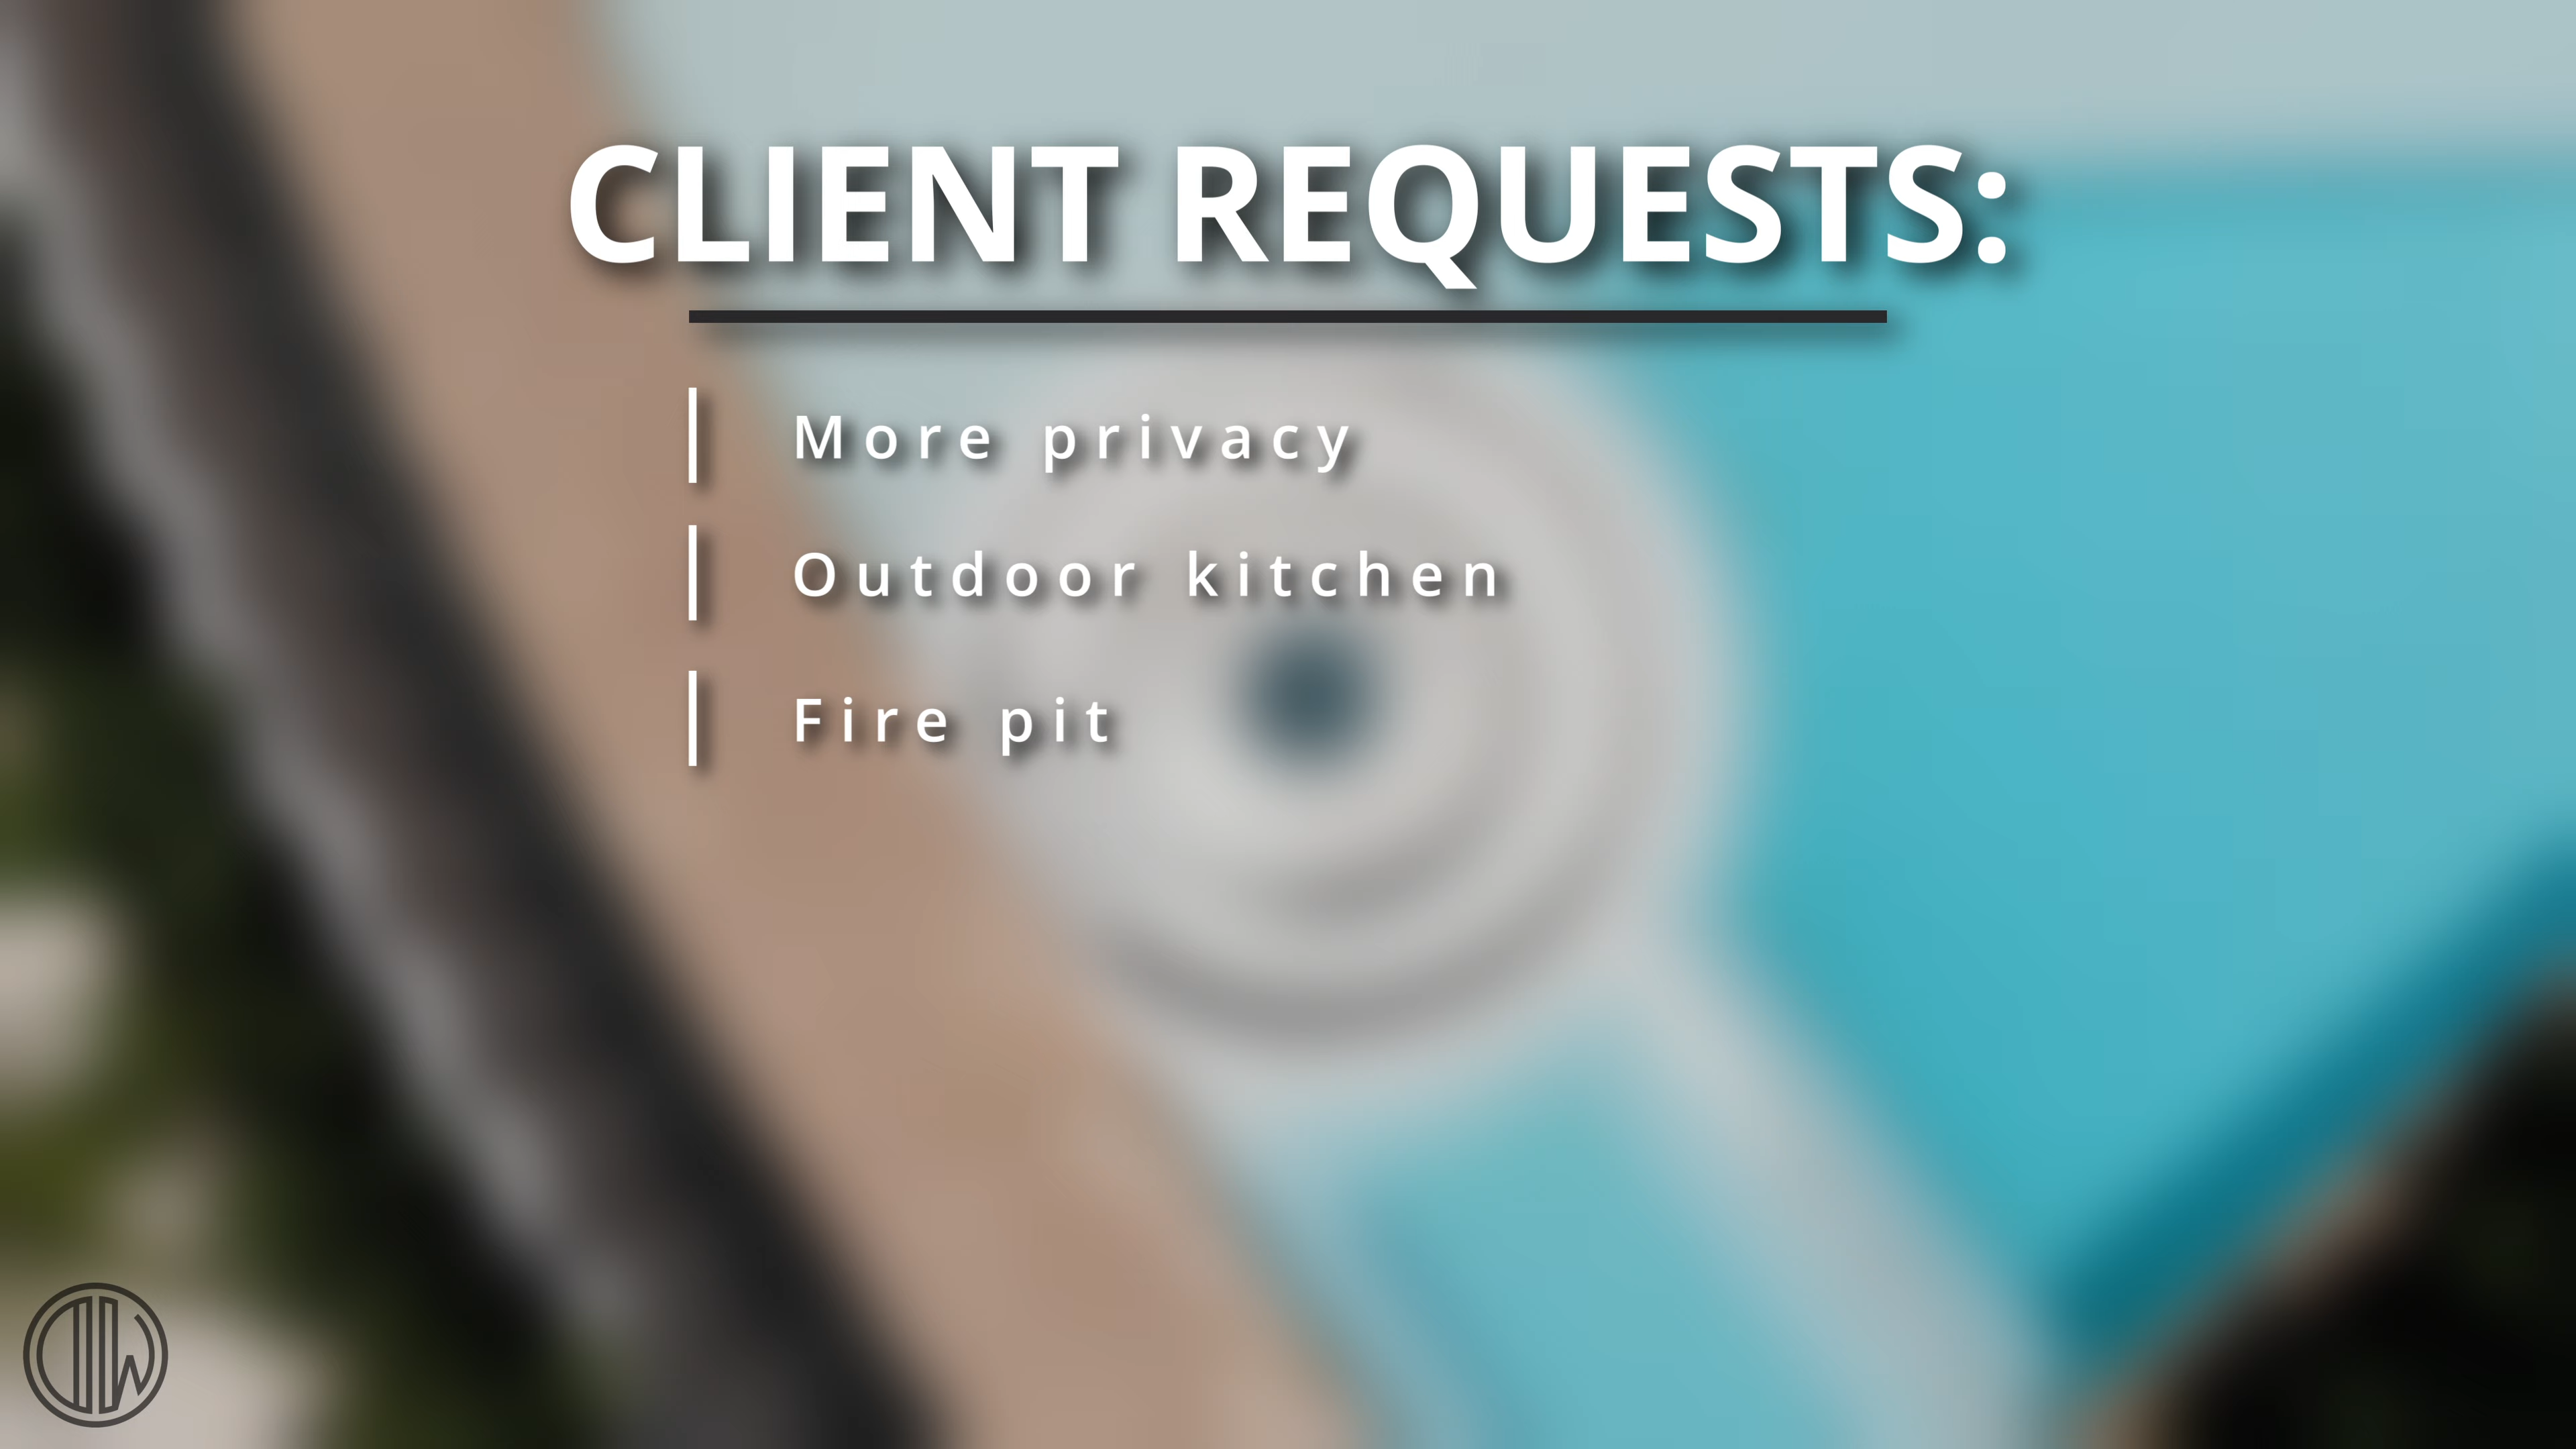 CLIENT REQUESTS:
More privacy
Outdoor kitchen
Fire pit